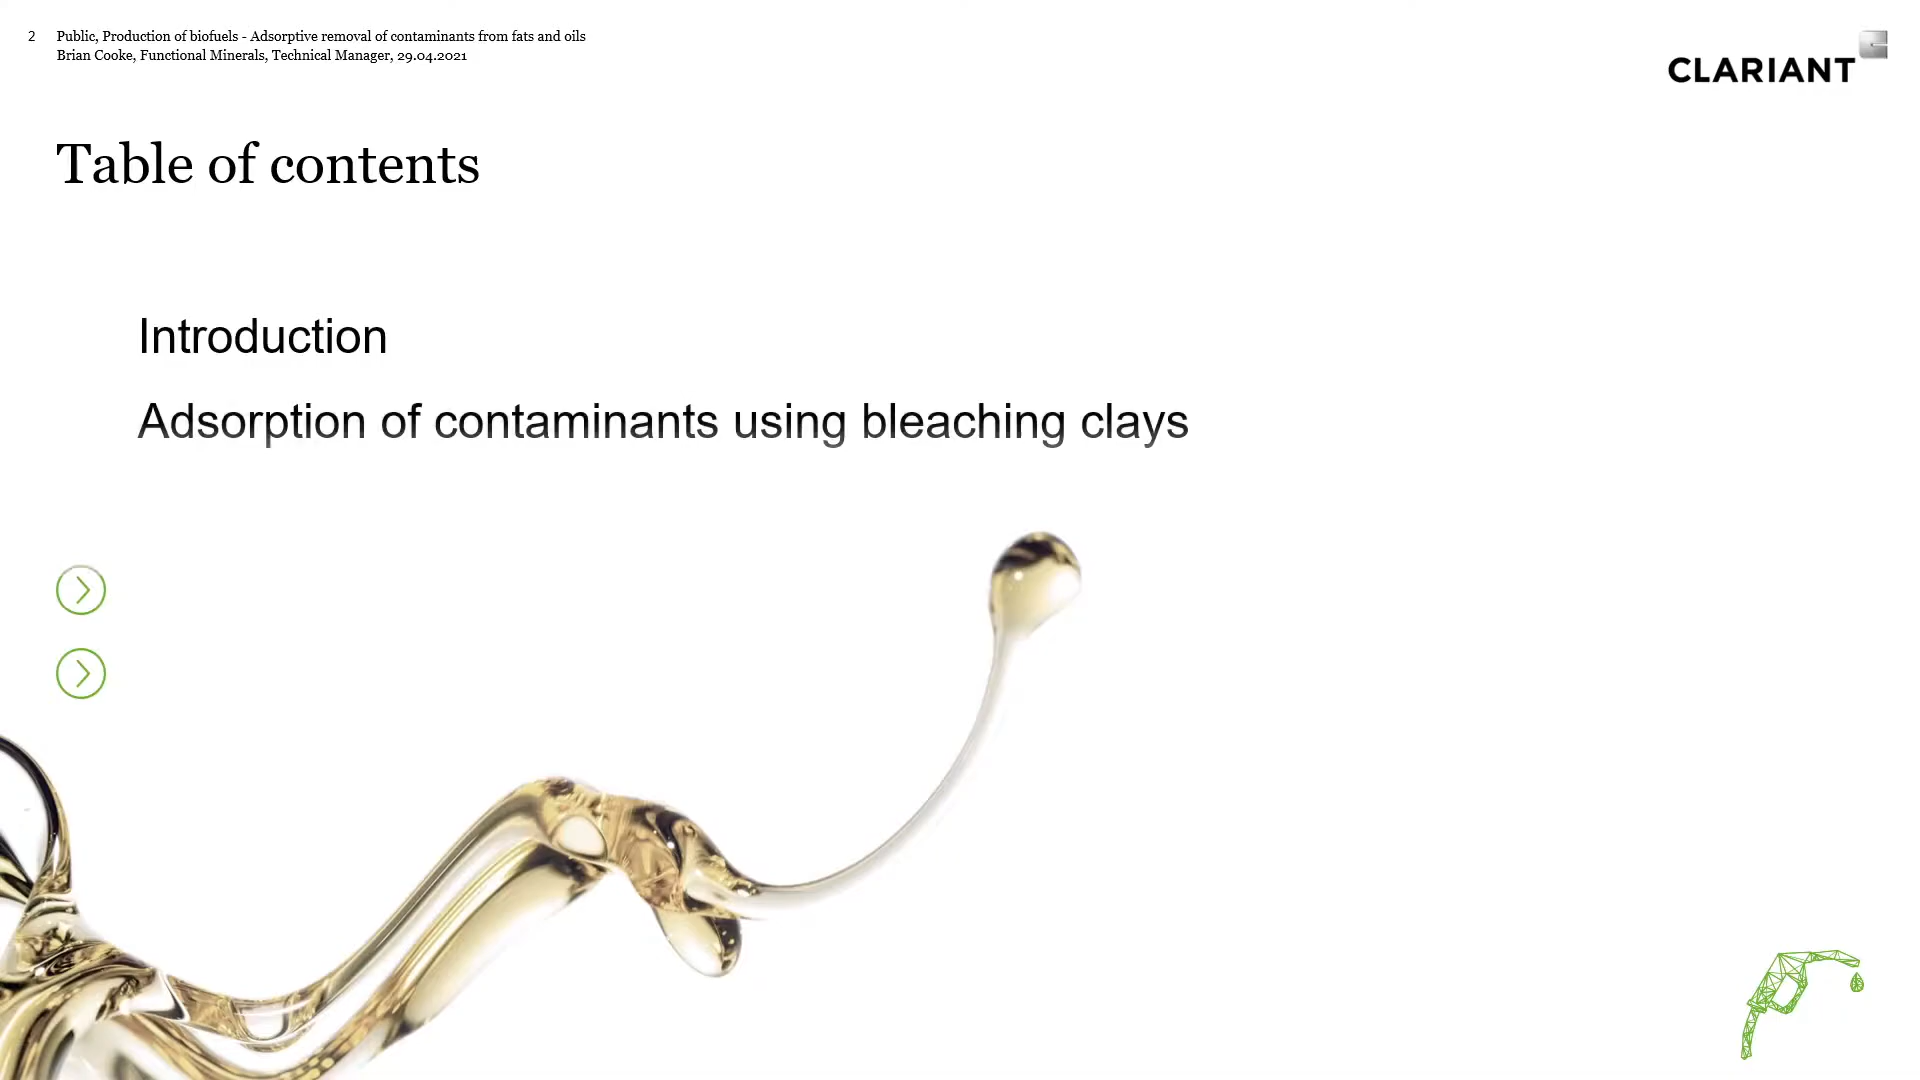 2 Public, Production of biofuels - Adsorptive removal of contaminants from fats and oils
Brian Cooke, Functional Minerals, Technical Manager, 29.04.2021
CLARIANT
Table of contents
Introduction
Adsorption of contaminants using bleaching clays